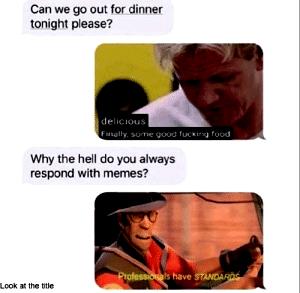 Can we go out for dinner
tonight please?
delicious
Finally, some good fucking food
Why the hell do you always
respond with memes?
Professionals have STANDARDS
Look at the title